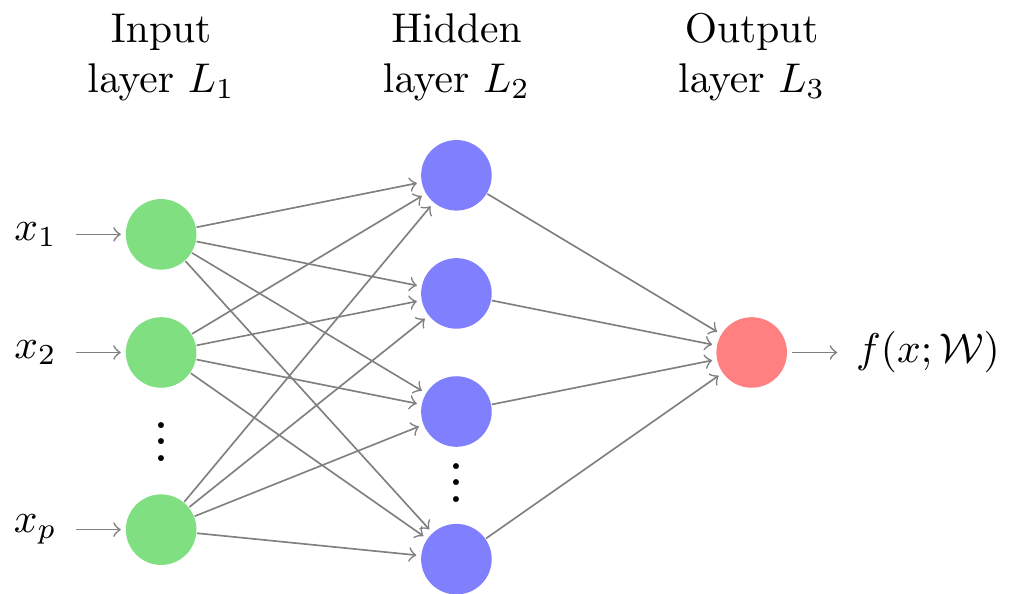 Input
layer L₁
Hidden
layer L₂
Output
layer L₃
x₁
x₂
⋮
⋮
xₚ
f(x; 𝒲)